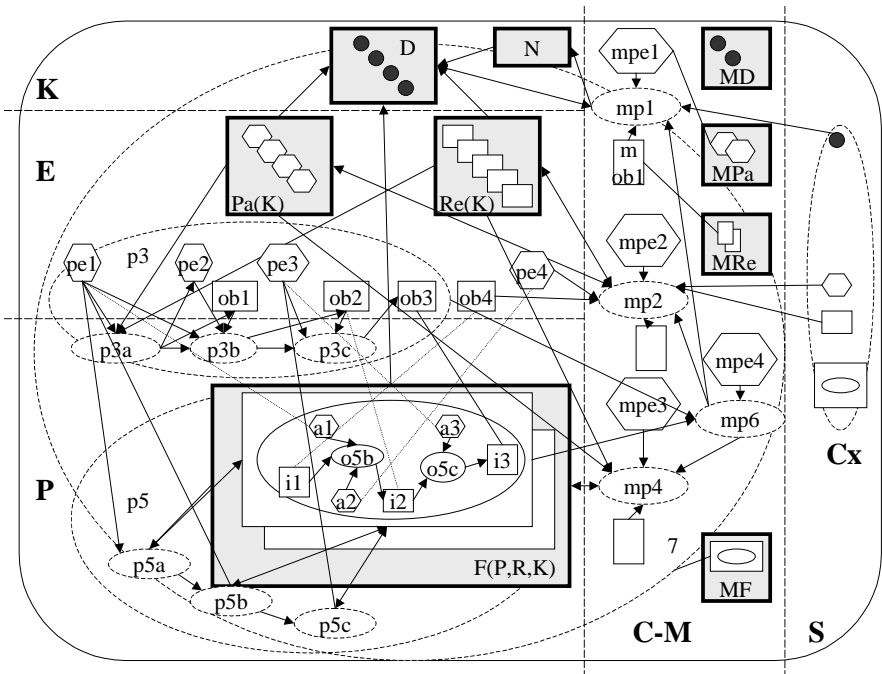 D
N
mpe1
MD
K
mp1
m
ob1
MPa
E
Pa(K)
Re(K)
mpe2
MRe
pe1
p3
pe2
pe3
pe4
ob1
ob2
ob3
ob4
mp2
p3a
p3b
p3c
mpe4
mpe3
mp6
a1
a3
o5b
o5c
i3
Cx
i1
a2
i2
mp4
P
p5
7
p5a
F(P,R,K)
MF
p5b
p5c
C-M
S